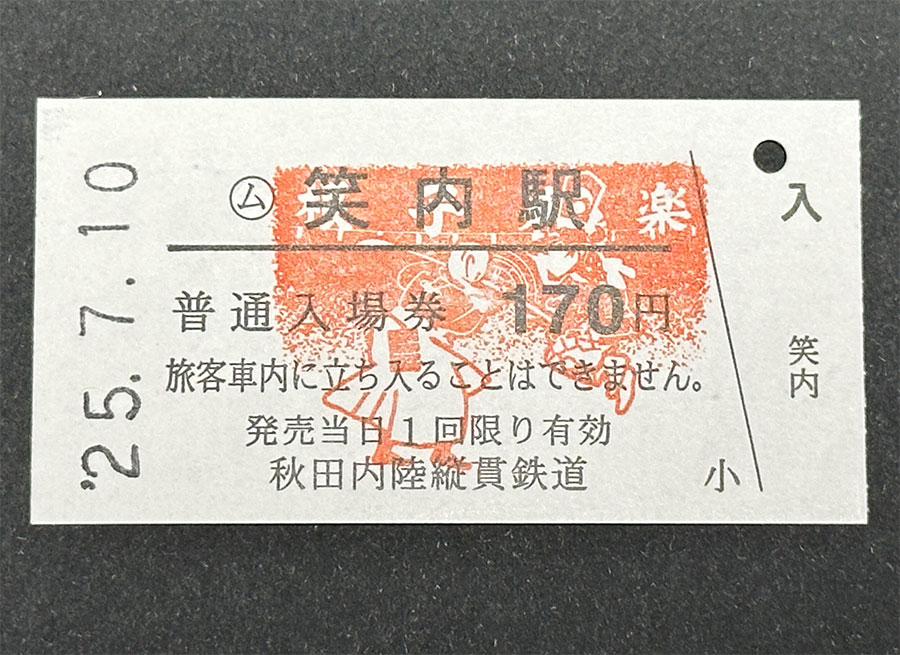 '25.7.10
㋰ 笑内駅
楽
普通入場券 170円
旅客車内に立ち入ることはできません。
発売当日1回限り有効
秋田内陸縦貫鉄道
小
入
笑内